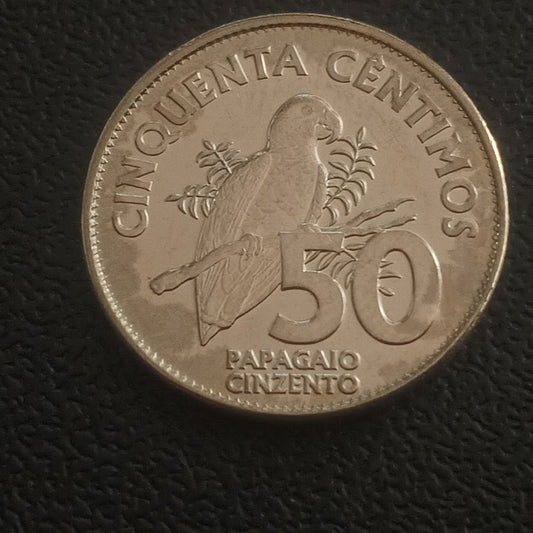 CINQUENTA CÊNTIMOS
50
PAPAGAIO
CINZENTO